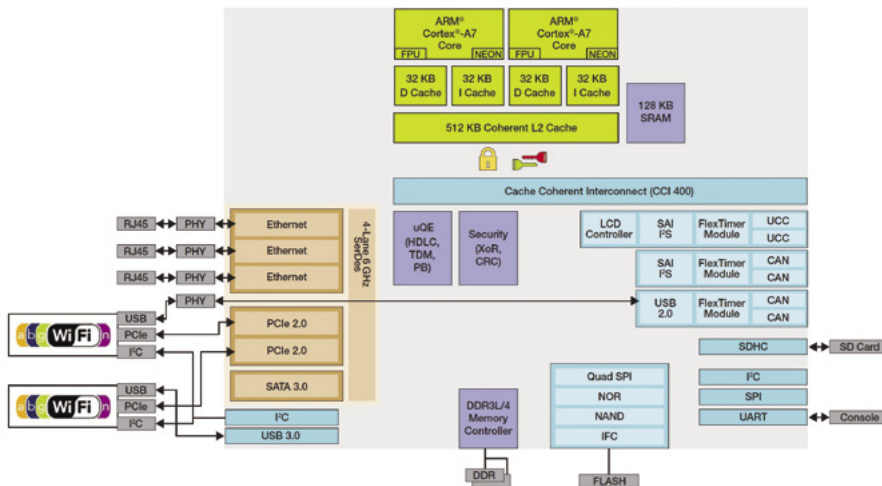 ARM®
Cortex®-A7
Core
FPU
NEON
ARM®
Cortex®-A7
Core
FPU
NEON
32 KB
D Cache
32 KB
I Cache
32 KB
D Cache
32 KB
I Cache
128 KB
SRAM
512 KB Coherent L2 Cache
Cache Coherent Interconnect (CCI 400)
RJ45
PHY
Ethernet
RJ45
PHY
Ethernet
RJ45
PHY
Ethernet
4-Lane 6 GHz
SerDes
uQE
(HDLC,
TDM,
PB)
Security
(XoR,
CRC)
LCD
Controller
SAI
I²S
FlexTimer
Module
UCC
UCC
SAI
I²S
FlexTimer
Module
CAN
CAN
USB
2.0
FlexTimer
Module
CAN
CAN
PHY
a b g WiFi n
USB
PCIe
I²C
PCIe 2.0
PCIe 2.0
SATA 3.0
a b g WiFi n
USB
PCIe
I²C
I²C
USB 3.0
DDR3L/4
Memory
Controller
DDR
Quad SPI
NOR
NAND
IFC
FLASH
SDHC
SD Card
I²C
SPI
UART
Console